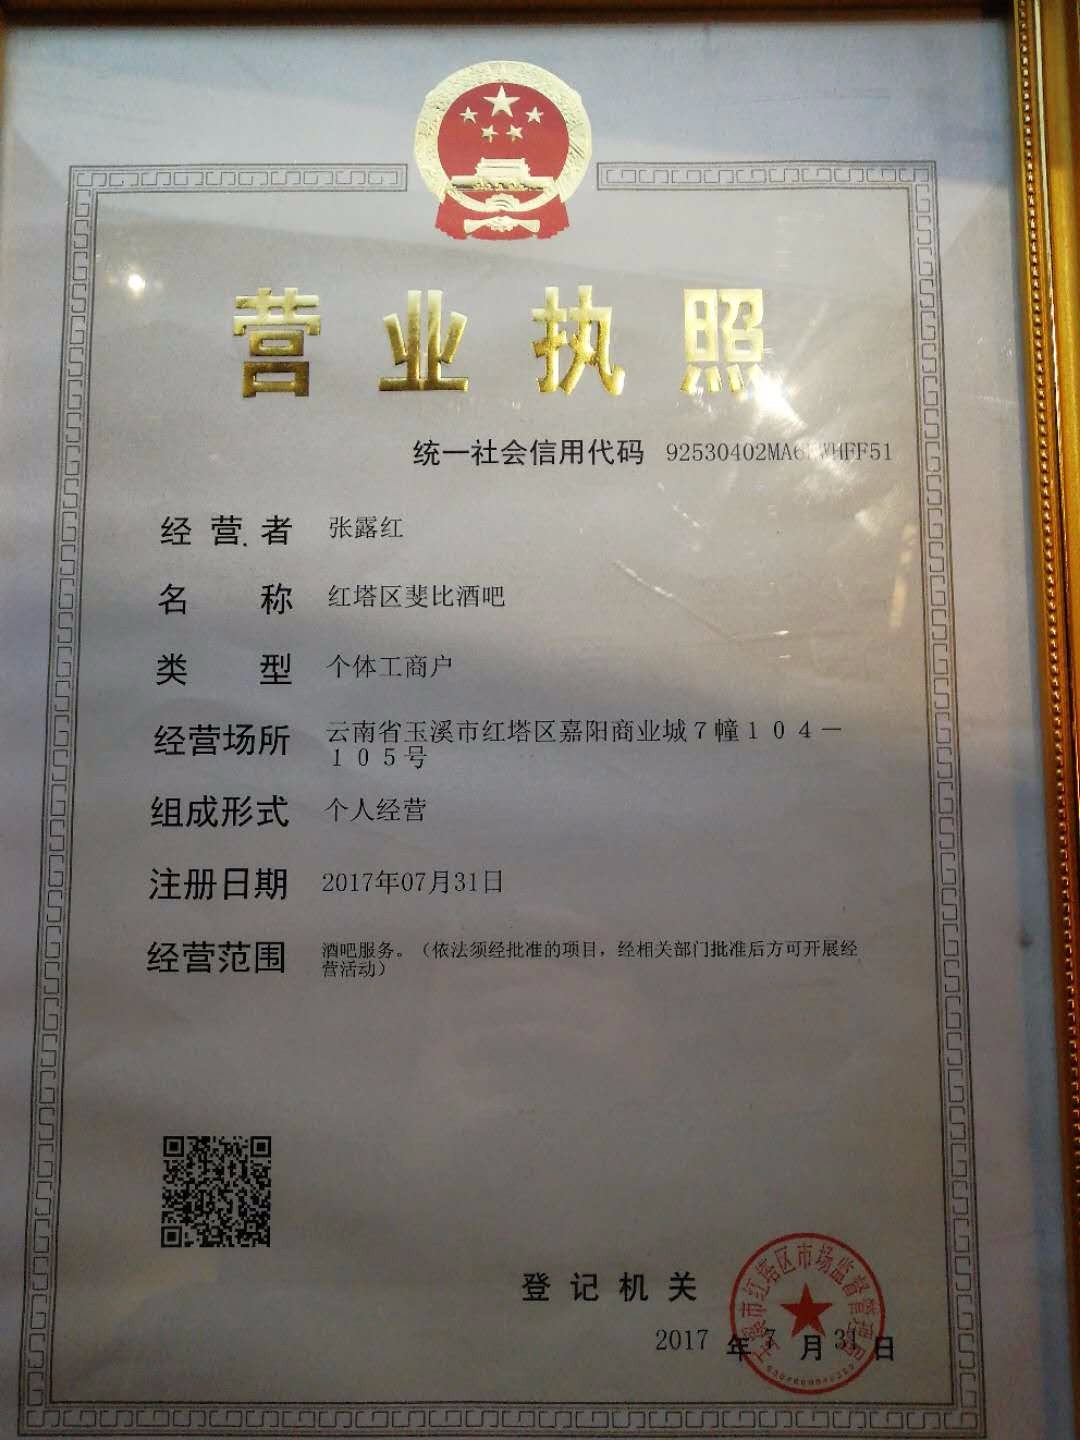 营业执照
统一社会信用代码
经营者 张露红
名称 红塔区斐比酒吧
类型 个体工商户
经营场所 云南省玉溪市红塔区嘉阳商业城7幢104-
105号
组成形式 个人经营
注册日期 2017年07月31日
经营范围 酒吧服务。（依法须经批准的项目，经相关部门批准后方可开展经
营活动）
登记机关
玉溪市红塔区市场监督管理局
2017 年 7 月 31 日